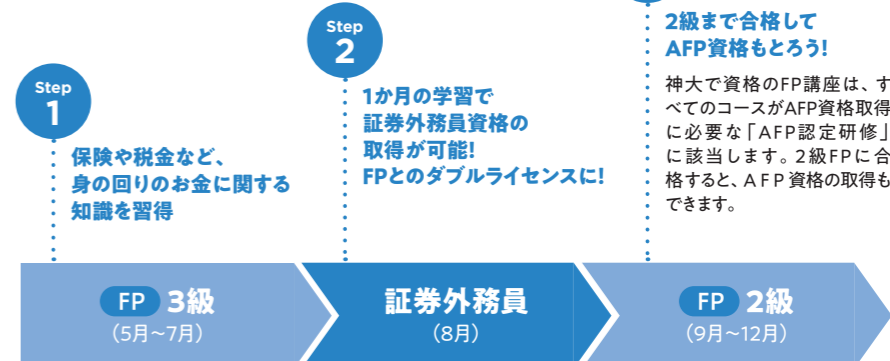 Step
1
保険や税金など、
身の回りのお金に関する
知識を習得
Step
2
1か月の学習で
証券外務員資格の
取得が可能!
FPとのダブルライセンスに!
2級まで合格して
AFP資格もとろう!
神大で資格のFP講座は、す
べてのコースがAFP資格取得
に必要な「AFP認定研修」
に該当します。2級FPに合
格すると、AFP資格の取得も
できます。
FP 3級
（5月～7月）
証券外務員
（8月）
FP 2級
（9月～12月）